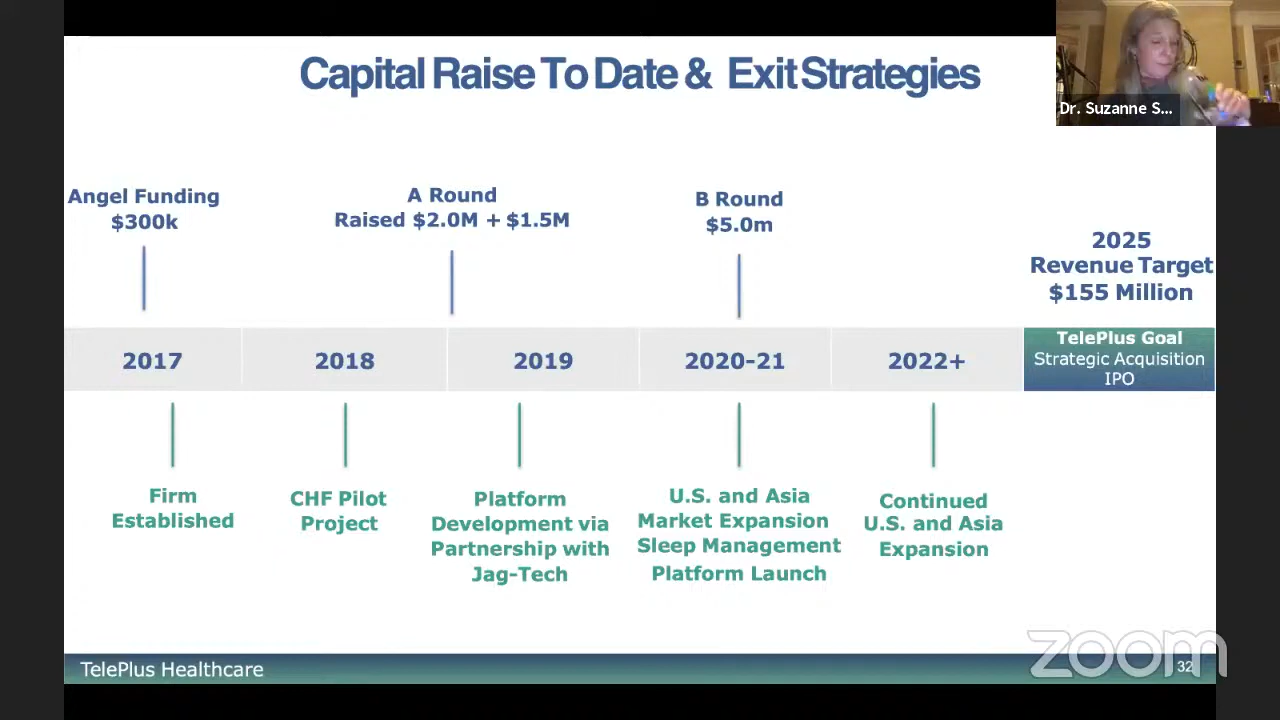 Capital Raise To Date & Exit Strategies
Dr. Suzanne S...
Angel Funding
$300k
A Round
Raised $2.0M + $1.5M
B Round
$5.0m
2025
Revenue Target
$155 Million
2017
2018
2019
2020-21
2022+
TelePlus Goal
Strategic Acquisition
IPO
Firm
Established
CHF Pilot
Project
Platform
Development via
Partnership with
Jag-Tech
U.S. and Asia
Market Expansion
Sleep Management
Platform Launch
Continued
U.S. and Asia
Expansion
TelePlus Healthcare
32
zoom